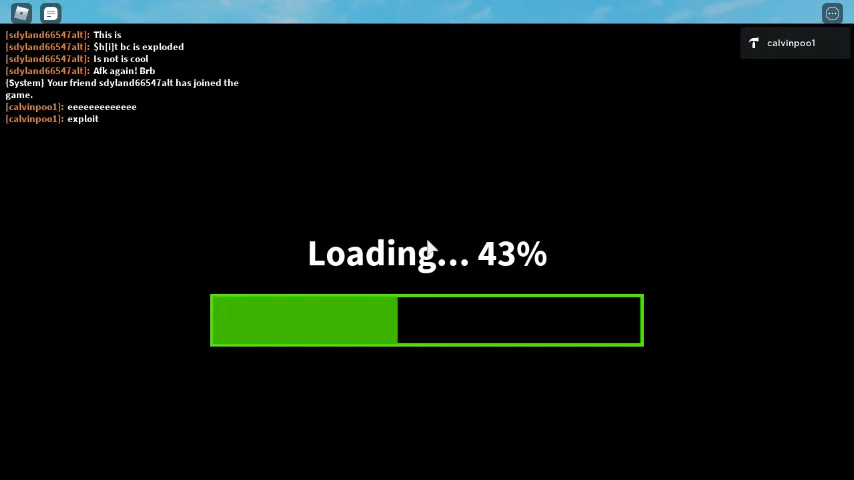 [sdyland66547alt]: This is
[sdyland66547alt]: $h[i]t bc is exploded
[sdyland66547alt]: Is not is cool
[sdyland66547alt]: Afk again! Brb
{System} Your friend sdyland66547alt has joined the
game.
[calvinpoo1]: eeeeeeeeeeeee
[calvinpoo1]: exploit
calvinpoo1
Loading... 43%